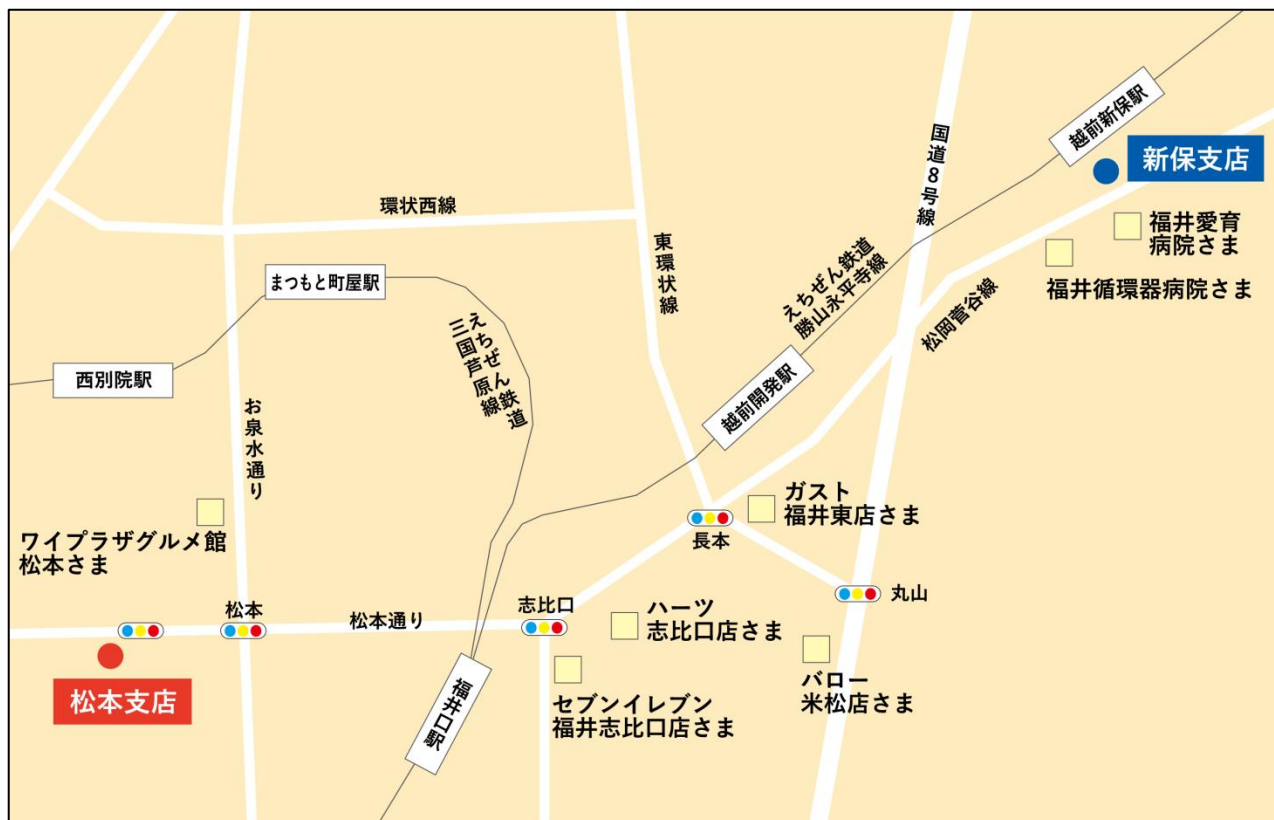 越前新保駅
新保支店
国道8号線
福井愛育
病院さま
福井循環器病院さま
環状西線
東環状線
えちぜん鉄道
勝山永平寺線
松岡菅谷線
まつもと町屋駅
えちぜん鉄道
三国芦原線
西別院駅
越前開発駅
お泉水通り
ガスト
福井東店さま
ワイプラザグルメ館
松本さま
長本
丸山
松本
松本通り
志比口
ハーツ
志比口店さま
バロー
米松店さま
松本支店
福井口駅
セブンイレブン
福井志比口店さま